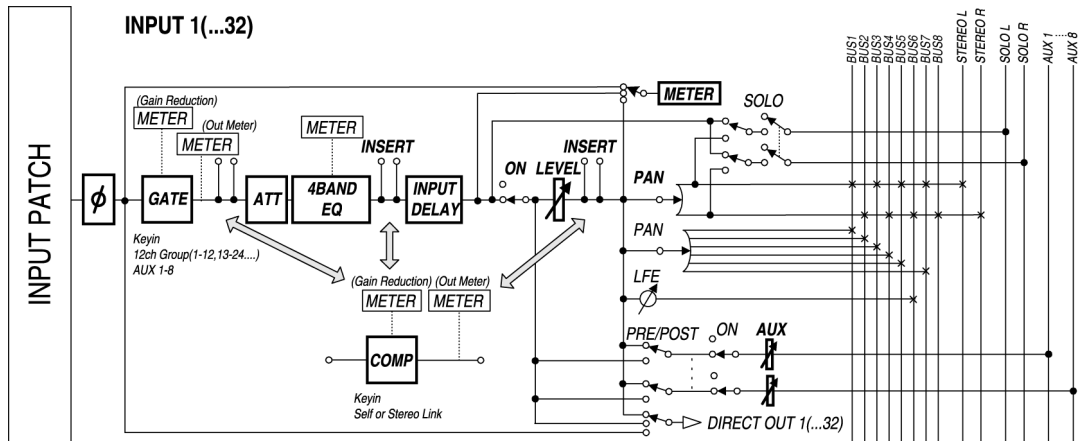 INPUT 1(...32)
BUS1
BUS2
BUS3
BUS4
BUS5
BUS6
BUS7
BUS8
STEREO L
STEREO R
SOLO L
SOLO R
AUX 1
AUX 8
INPUT PATCH
(Gain Reduction)
METER
(Out Meter)
METER
METER
INSERT
METER
SOLO
INSERT
ON
LEVEL
PAN
ϕ
GATE
ATT
4BAND
EQ
INPUT
DELAY
Keyin
12ch Group(1-12,13-24....)
AUX 1-8
PAN
LFE
(Gain Reduction)
(Out Meter)
METER
METER
PRE/POST
ON
AUX
COMP
Keyin
Self or Stereo Link
DIRECT OUT 1(...32)